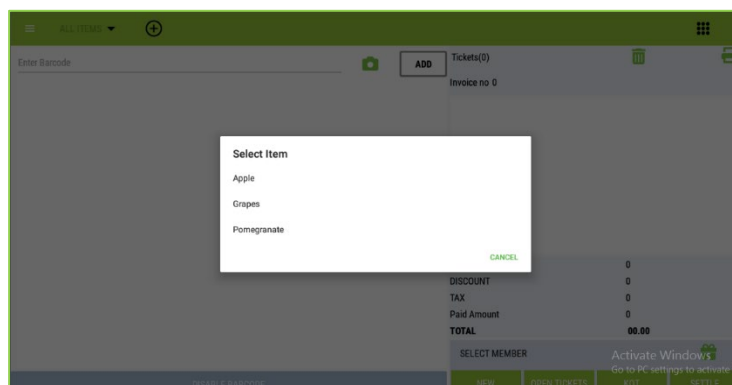 ALL ITEMS
Enter Barcode
ADD
Tickets(0)
Invoice no 0
Select Item
Apple
Grapes
Pomegranate
CANCEL
0
DISCOUNT 0
TAX 0
Paid Amount 0
TOTAL 00.00
SELECT MEMBER
Activate Windows
Go to PC settings to activate
DISABLE BARCODE
NEW OPEN TICKETS KOT SETTLE